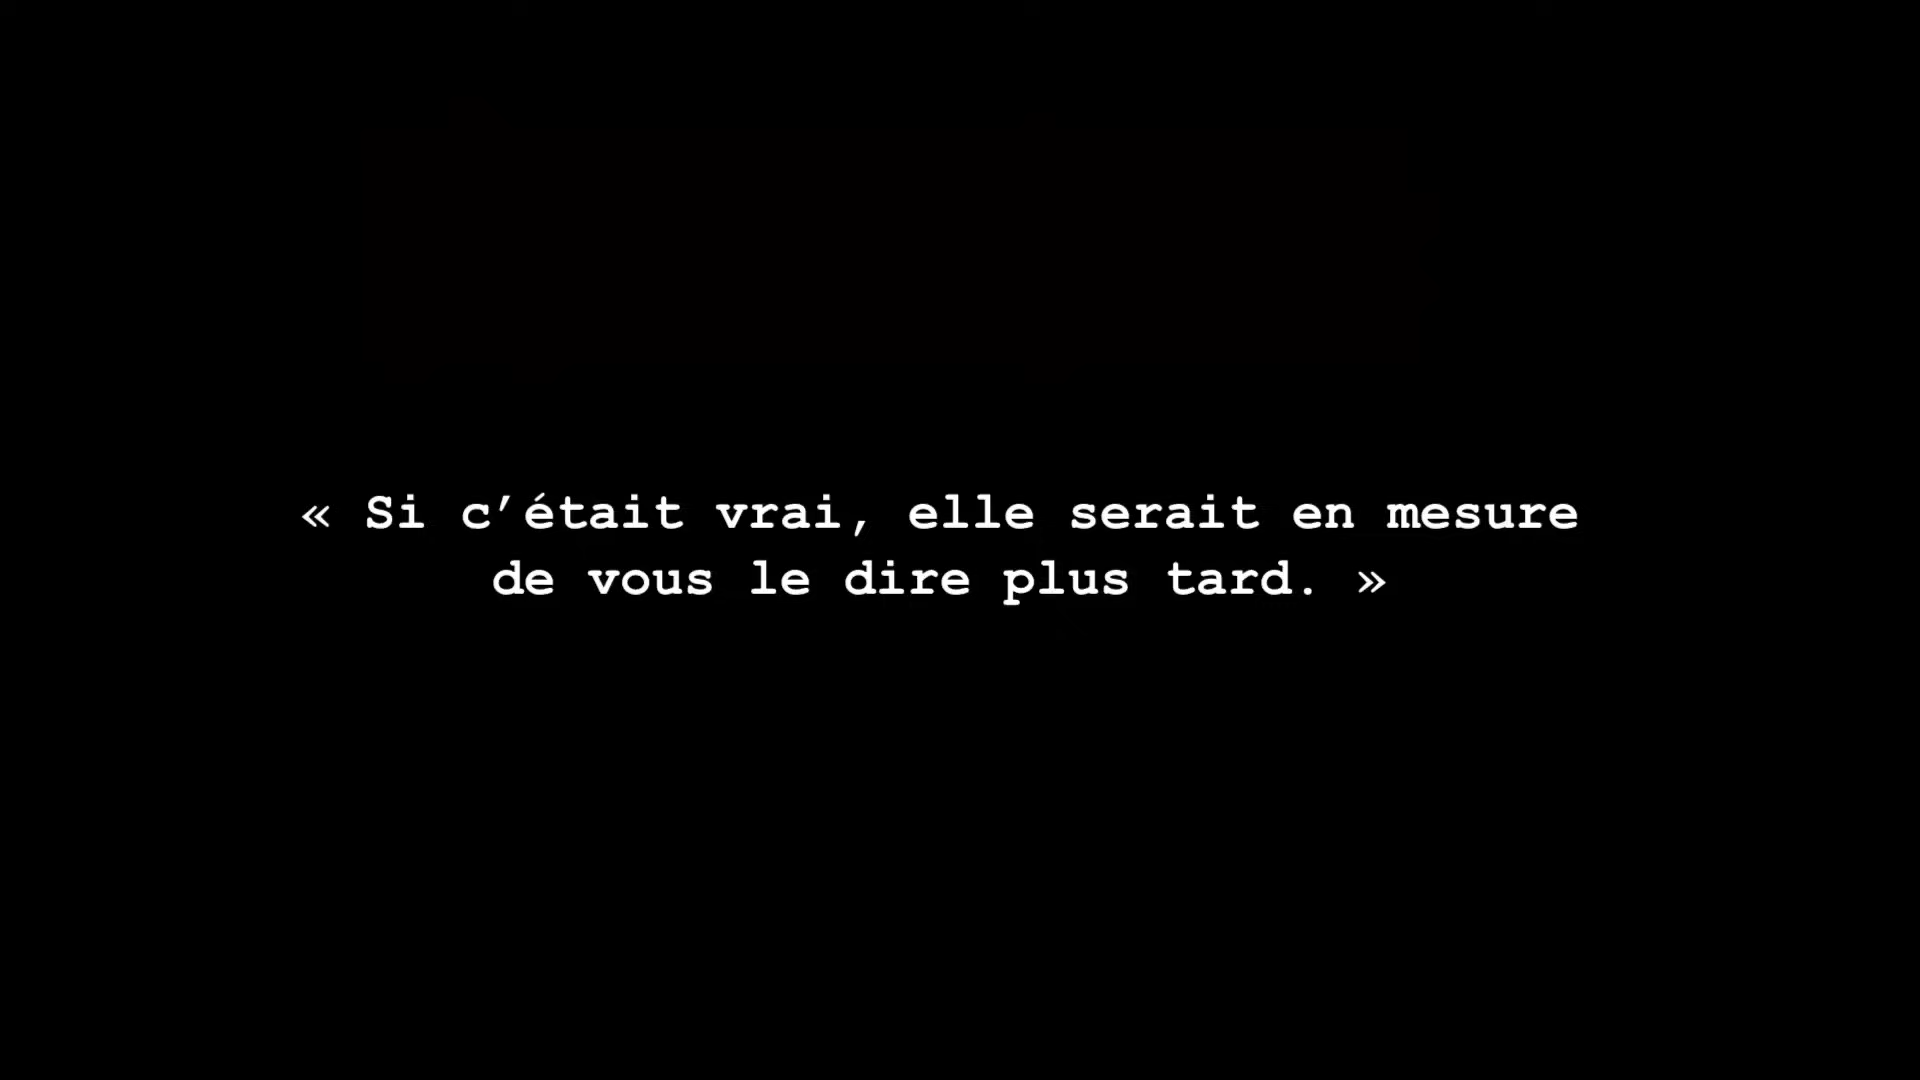 « Si c’était vrai, elle serait en mesure
de vous le dire plus tard. »